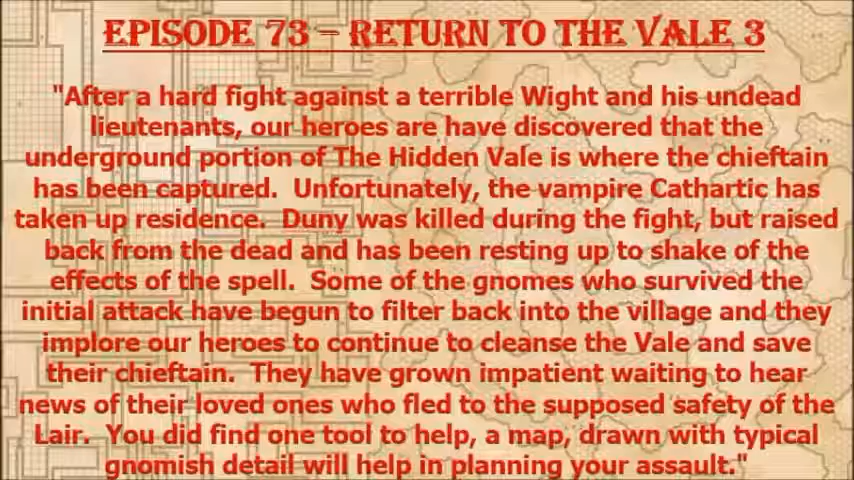 EPISODE 73 – RETURN TO THE VALE 3
"After a hard fight against a terrible Wight and his undead
lieutenants, our heroes are have discovered that the
underground portion of The Hidden Vale is where the chieftain
has been captured.  Unfortunately, the vampire Cathartic has
taken up residence.  Duny was killed during the fight, but raised
back from the dead and has been resting up to shake of the
effects of the spell.  Some of the gnomes who survived the
initial attack have begun to filter back into the village and they
implore our heroes to continue to cleanse the Vale and save
their chieftain.  They have grown impatient waiting to hear
news of their loved ones who fled to the supposed safety of the
Lair.  You did find one tool to help, a map, drawn with typical
gnomish detail will help in planning your assault."